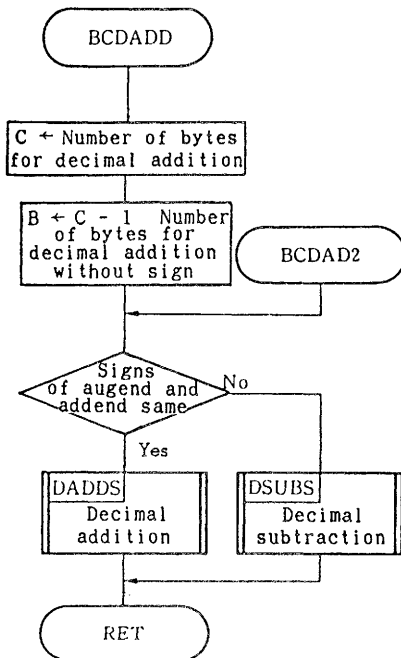 BCDADD
C ← Number of bytes
for decimal addition
B ← C - 1 Number
of bytes for
decimal addition
without sign
BCDAD2
Signs
of augend and
addend same
No
Yes
DADDS
Decimal
addition
DSUBS
Decimal
subtraction
RET